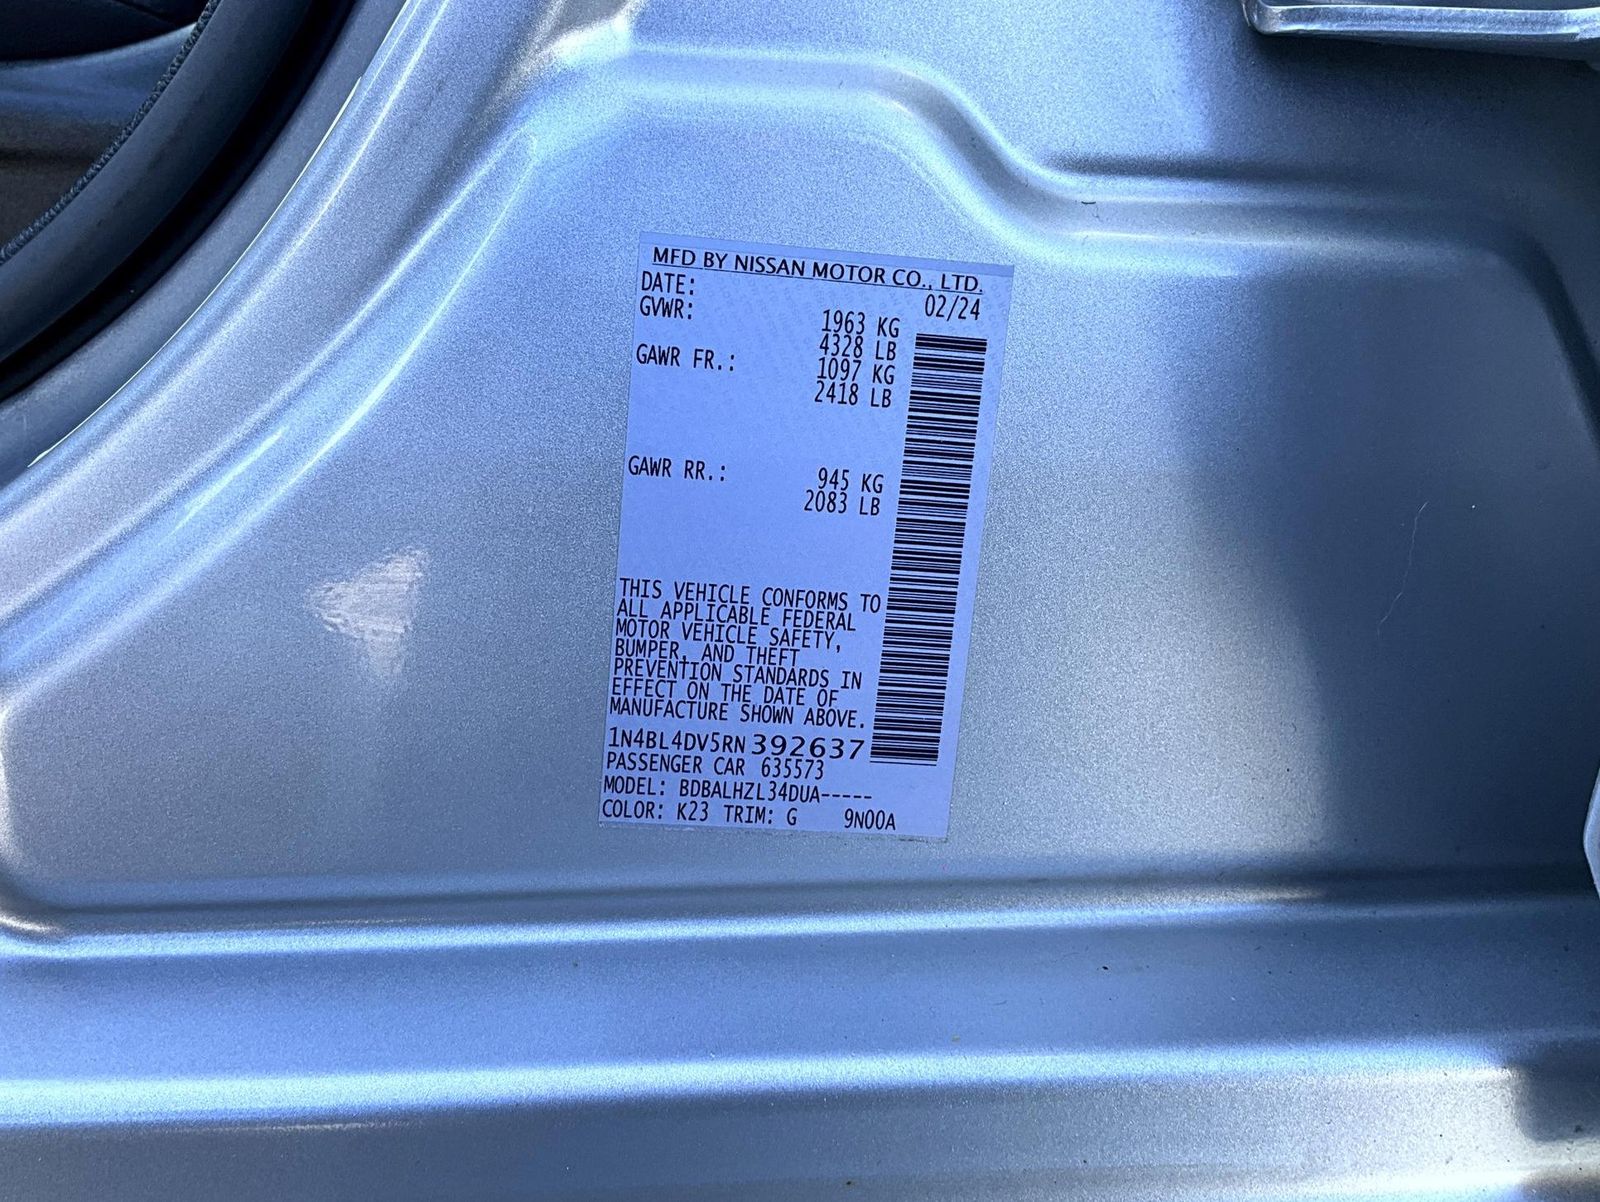 MFD BY NISSAN MOTOR CO., LTD.
DATE: 02/24
GVWR: 1963 KG
4328 LB
GAWR FR.: 1097 KG
2418 LB
GAWR RR.: 945 KG
2083 LB
THIS VEHICLE CONFORMS TO
ALL APPLICABLE FEDERAL
MOTOR VEHICLE SAFETY,
BUMPER, AND THEFT
PREVENTION STANDARDS IN
EFFECT ON THE DATE OF
MANUFACTURE SHOWN ABOVE.
1N4BL4DV5RN392637
PASSENGER CAR 635573
MODEL: BDBALHZL34DUA-----
COLOR: K23 TRIM: G 9N00A